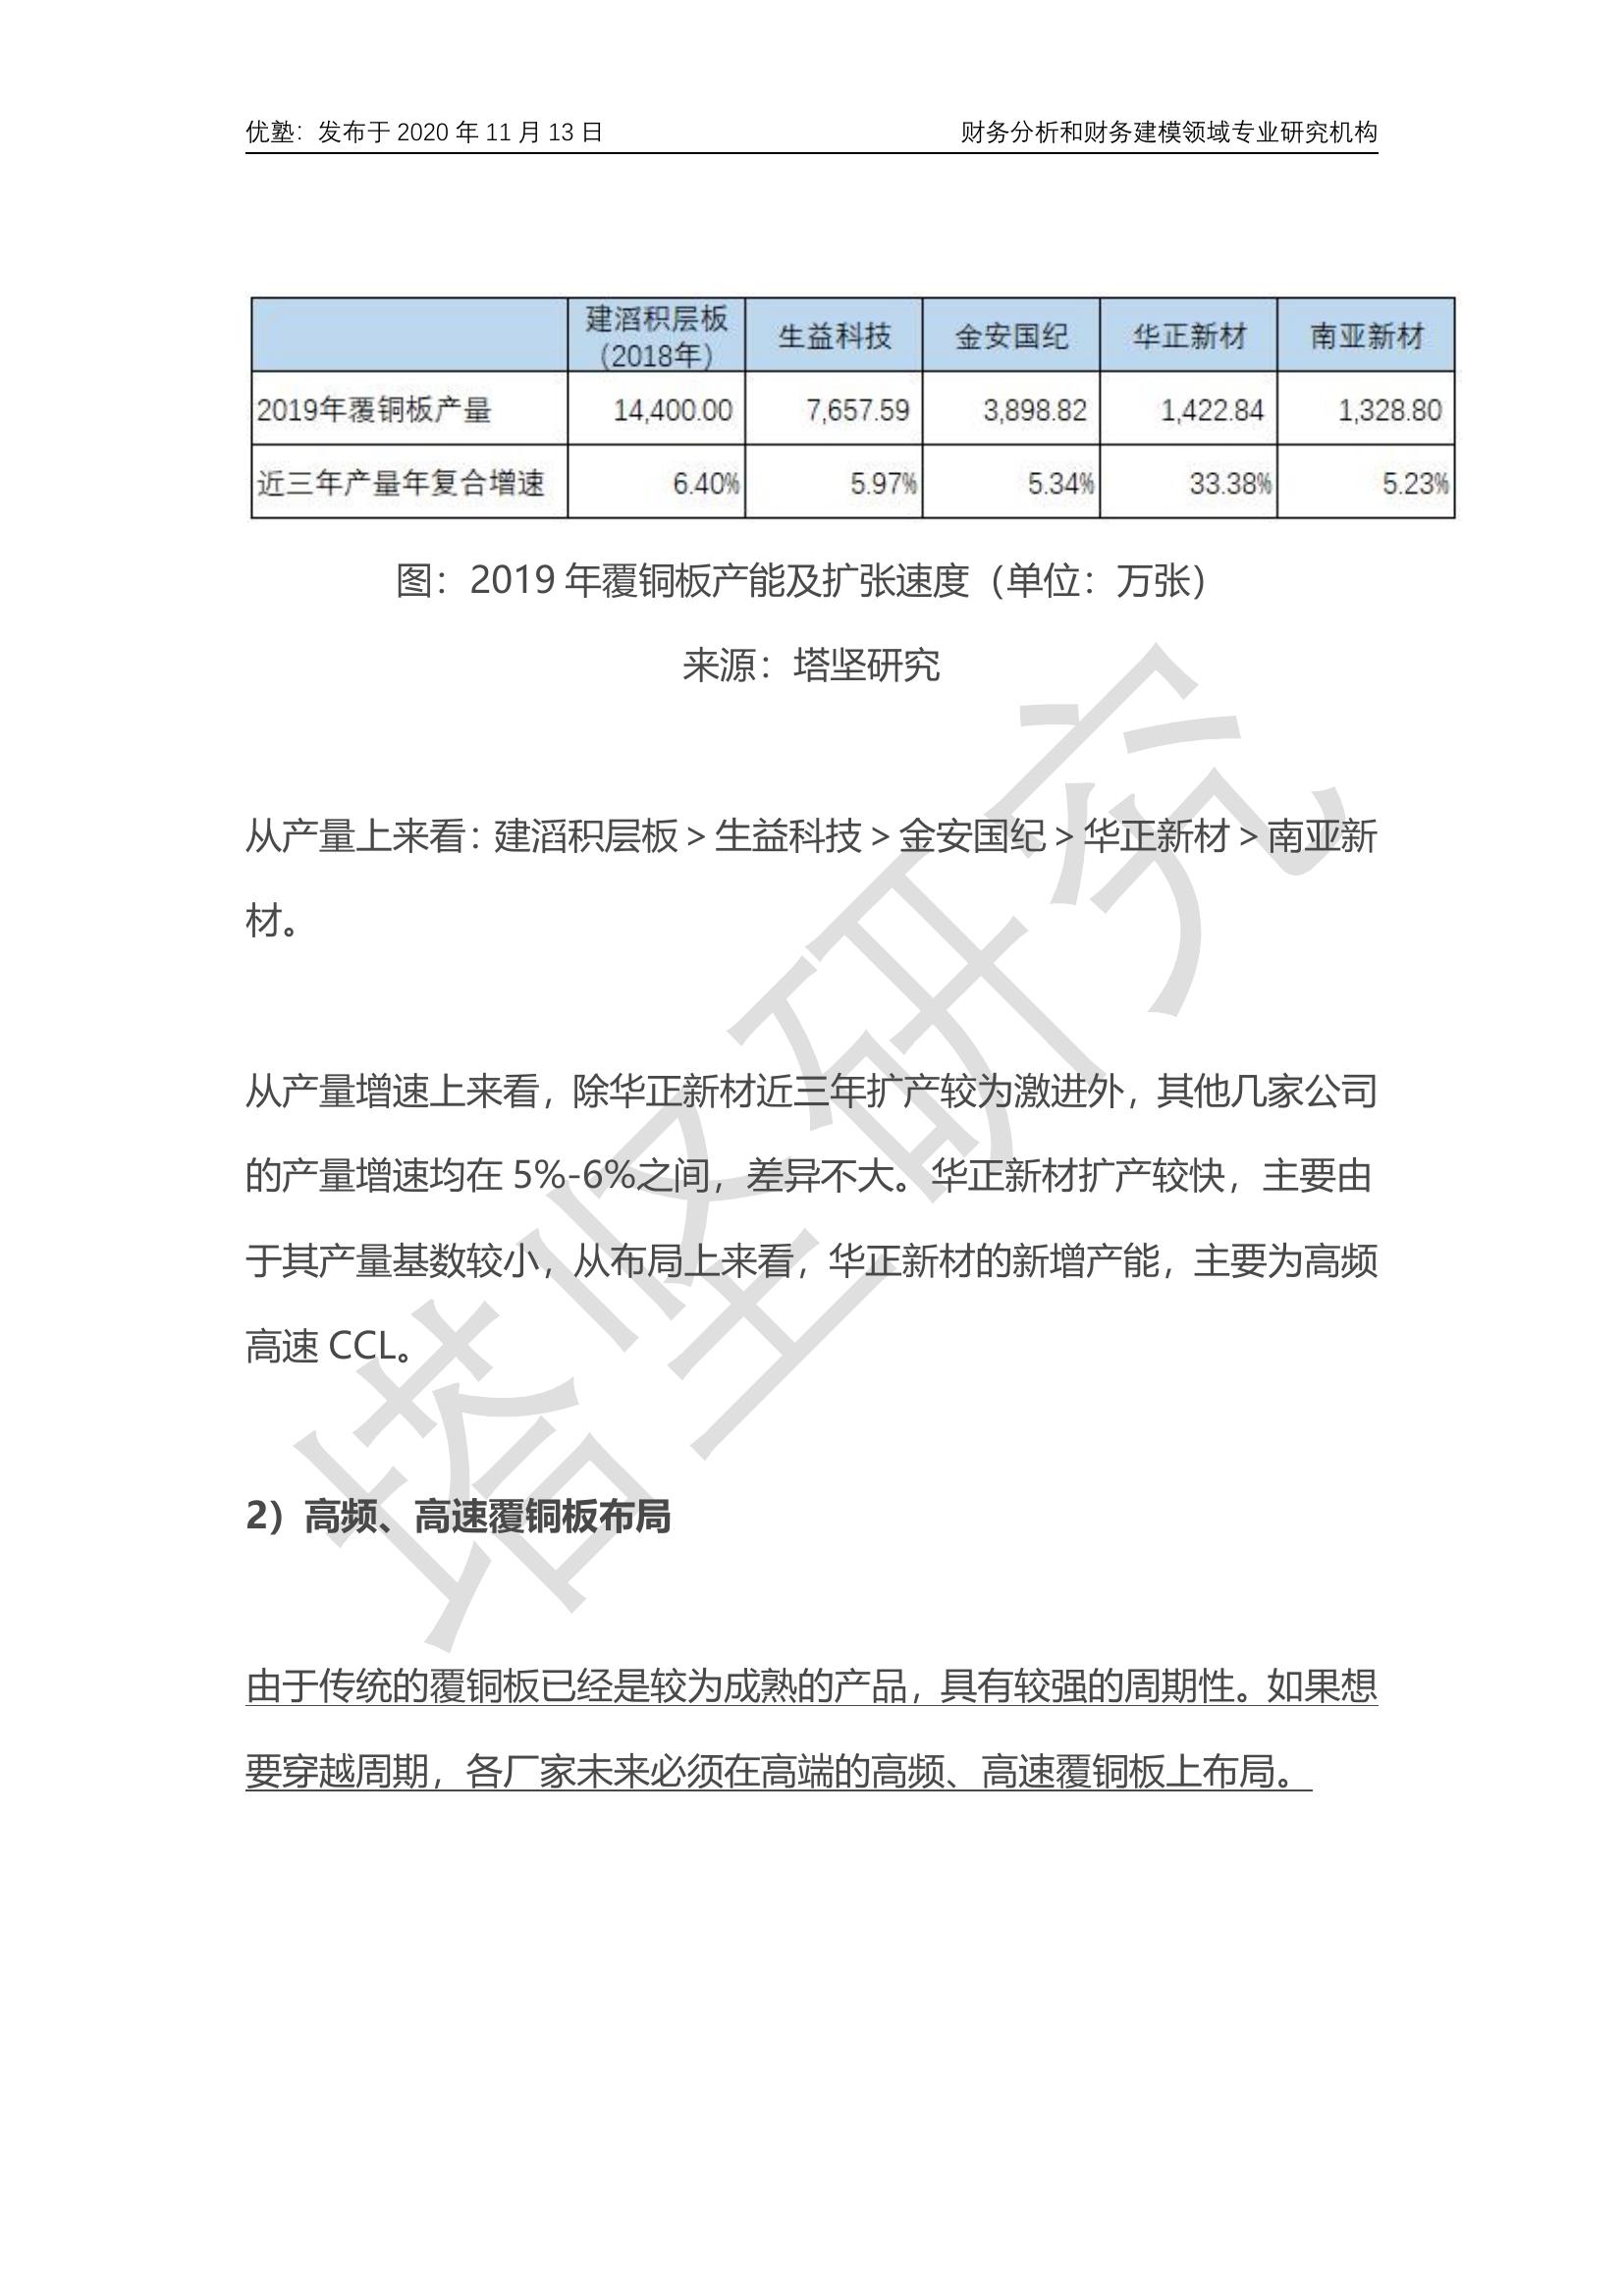 优塾：发布于 2020 年 11 月 13 日 财务分析和财务建模领域专业研究机构
建滔积层板 生益科技 金安国纪 华正新材 南亚新材
（2018年）
2019年覆铜板产量 14,400.00 7,657.59 3,898.82 1,422.84 1,328.80
近三年产量年复合增速 6.40% 5.97% 5.34% 33.38% 5.23%
图：2019 年覆铜板产能及扩张速度（单位：万张）
来源：塔坚研究
从产量上来看：建滔积层板＞生益科技＞金安国纪＞华正新材＞南亚新
材。
从产量增速上来看，除华正新材近三年扩产较为激进外，其他几家公司
的产量增速均在 5%-6%之间，差异不大。华正新材扩产较快，主要由
于其产量基数较小，从布局上来看，华正新材的新增产能，主要为高频
高速 CCL。
2）高频、高速覆铜板布局
由于传统的覆铜板已经是较为成熟的产品，具有较强的周期性。如果想
要穿越周期，各厂家未来必须在高端的高频、高速覆铜板上布局。
塔坚研究